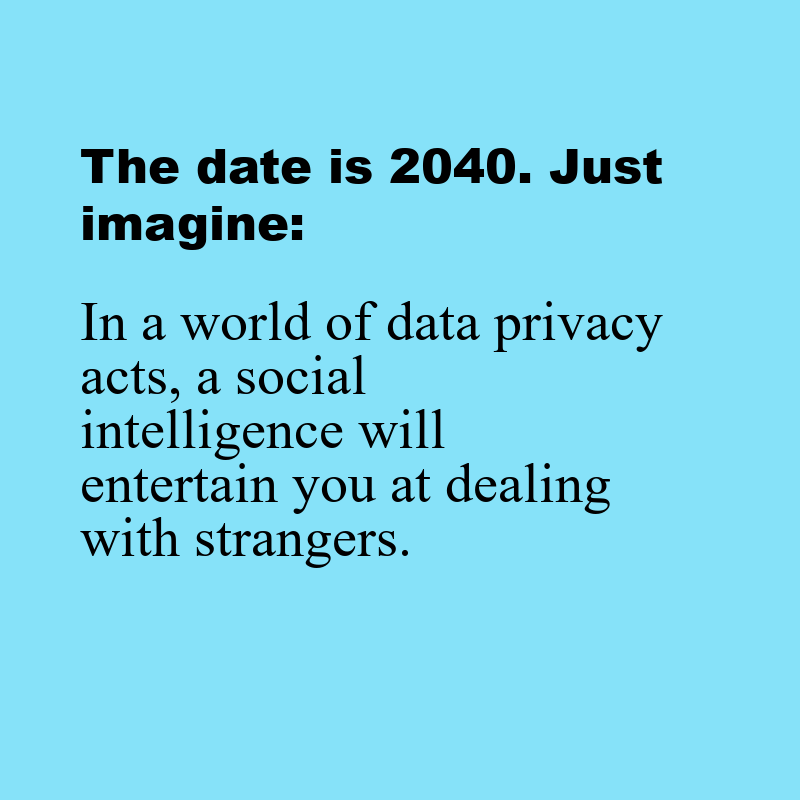 The date is 2040. Just
imagine:
In a world of data privacy
acts, a social
intelligence will
entertain you at dealing
with strangers.